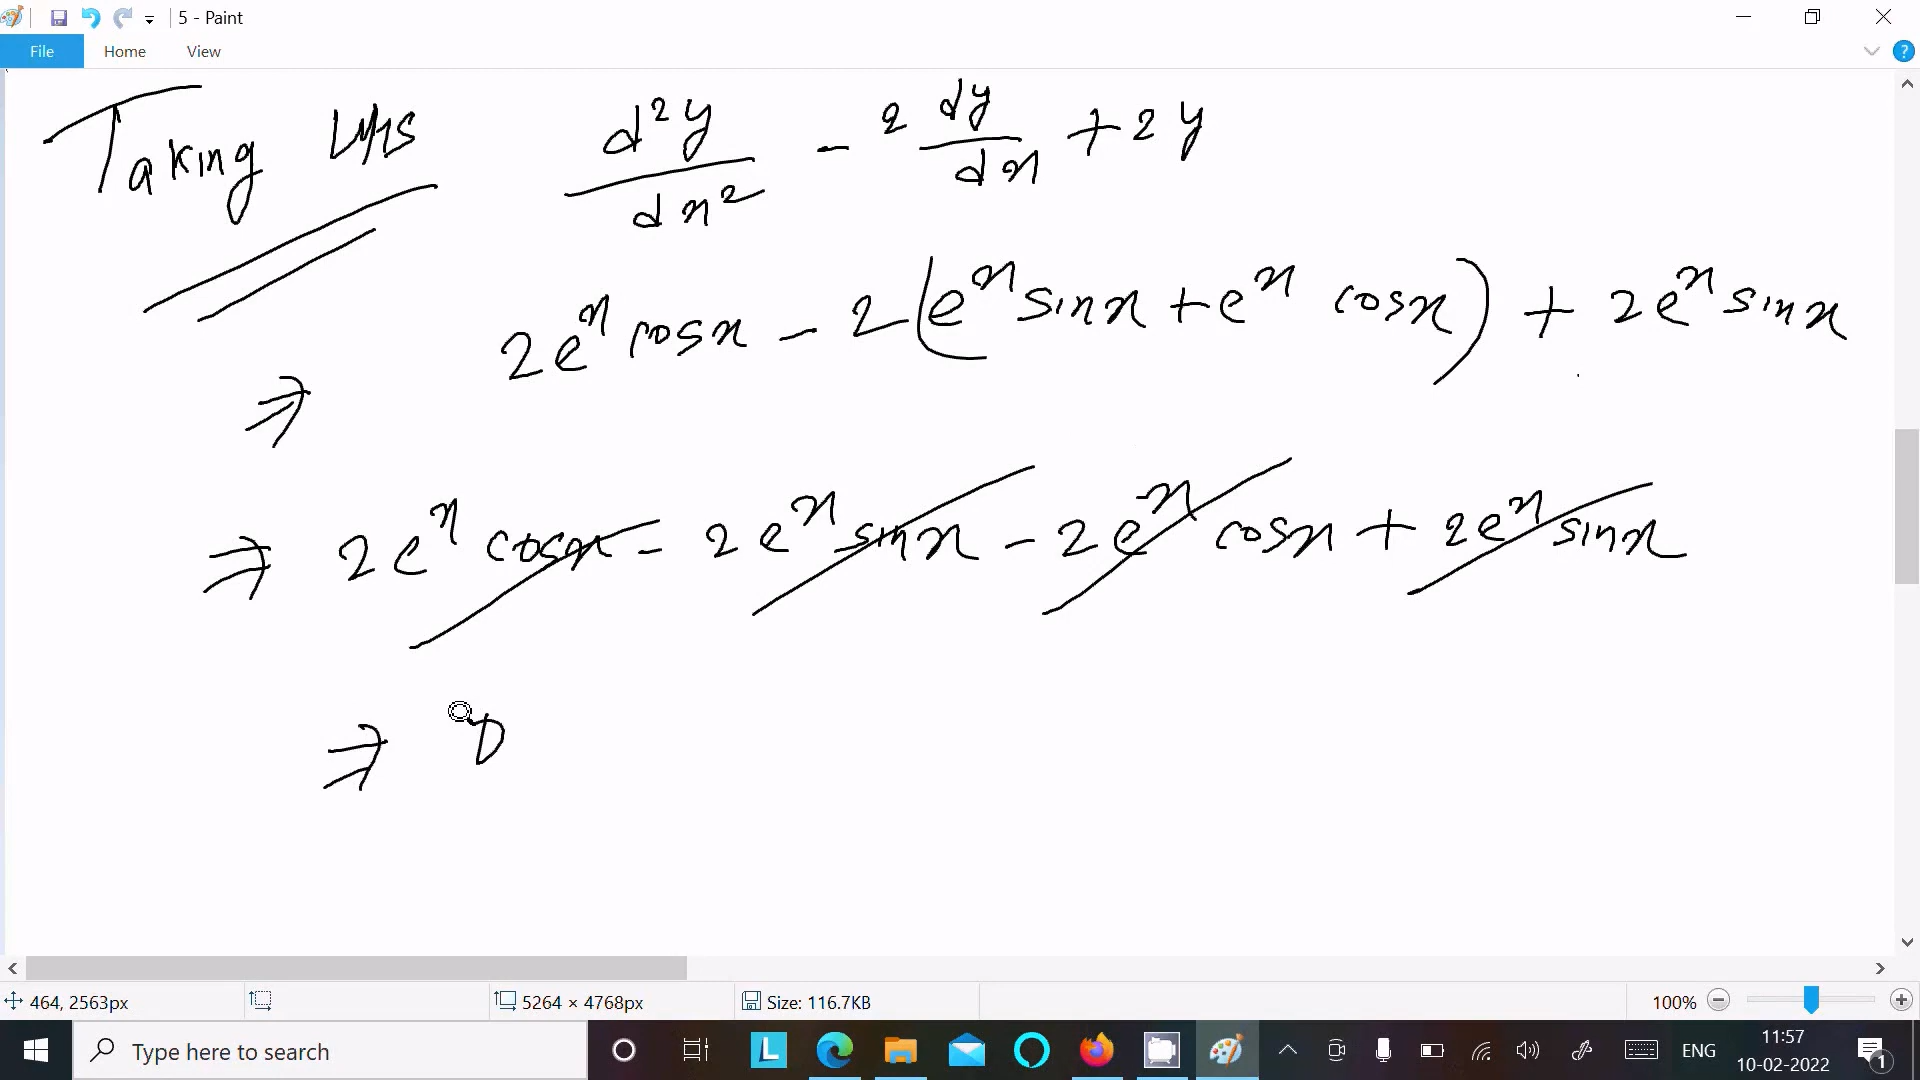 5 - Paint
File Home View
Taking LHS d²y/dx² - 2 dy/dx + 2y
⇒ 2eˣ cosx - 2(eˣ sinx + eˣ cosx) + 2eˣ sinx
⇒ 2eˣ cosx - 2eˣ sinx - 2eˣ cosx + 2eˣ sinx
⇒ 0
464, 2563px 5264 × 4768px Size: 116.7KB 100%
Type here to search
ENG 11:57
10-02-2022 1